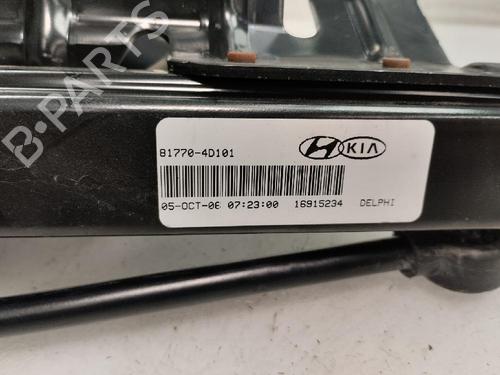 81770-4D101
KIA
05-OCT-06 07:23:00 16915234 DELPHI
B-PARTS